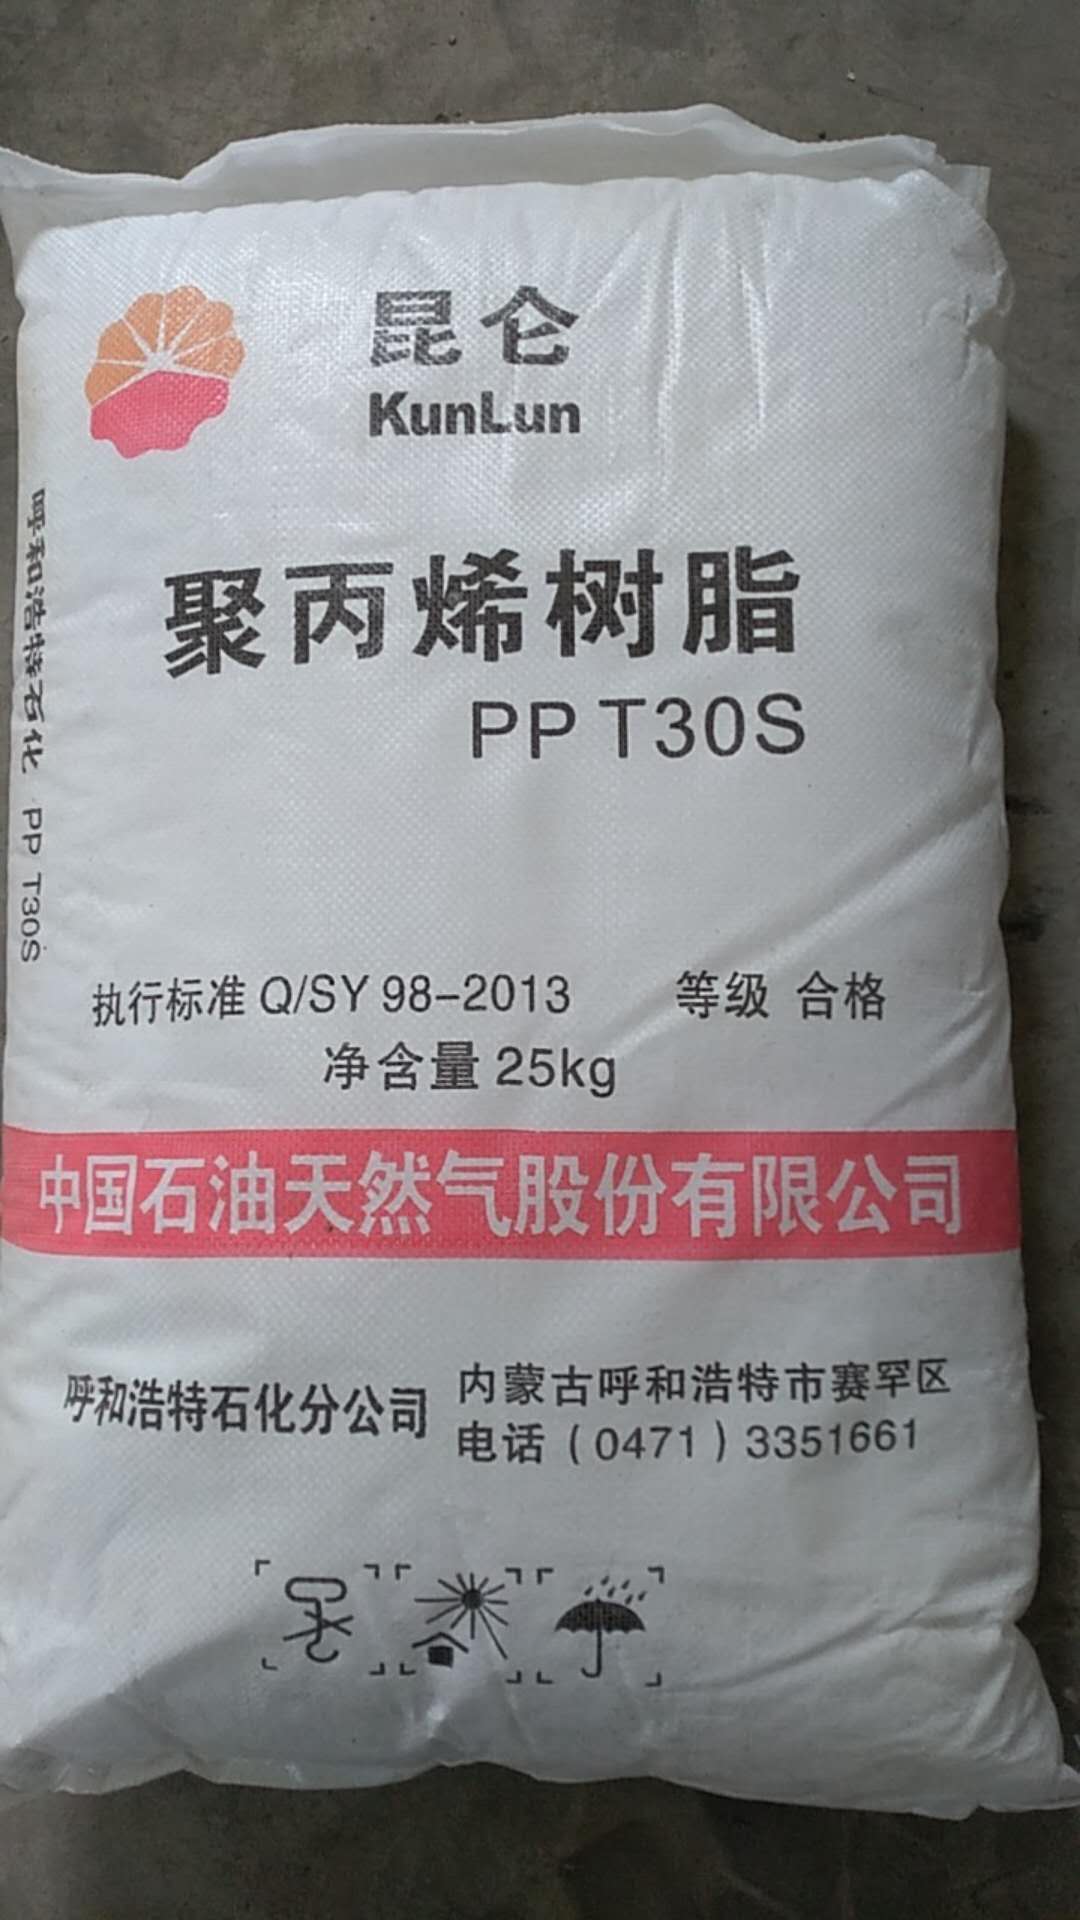 昆仑
KunLun
呼和浩特石化 PP T30S
聚丙烯树脂
PP T30S
执行标准 Q/SY 98-2013 等级 合格
净含量 25kg
中国石油天然气股份有限公司
呼和浩特石化分公司
内蒙古呼和浩特市赛罕区
电话（0471）3351661